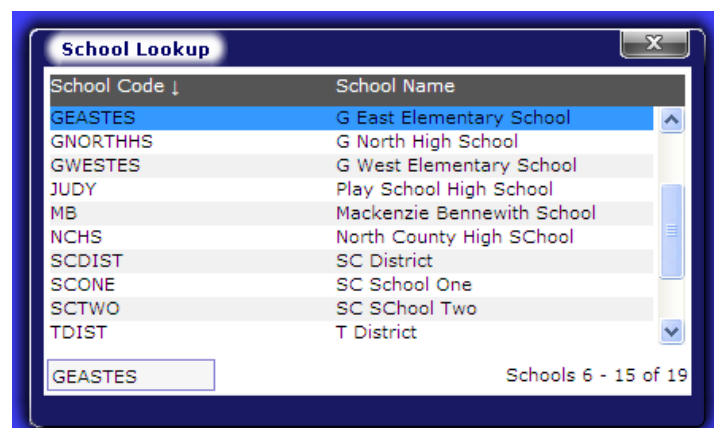 School Lookup X
School Code ↓ School Name
GEASTES G East Elementary School
GNORTHHS G North High School
GWESTES G West Elementary School
JUDY Play School High School
MB Mackenzie Bennewith School
NCHS North County High SChool
SCDIST SC District
SCONE SC School One
SCTWO SC SChool Two
TDIST T District
GEASTES Schools 6 - 15 of 19